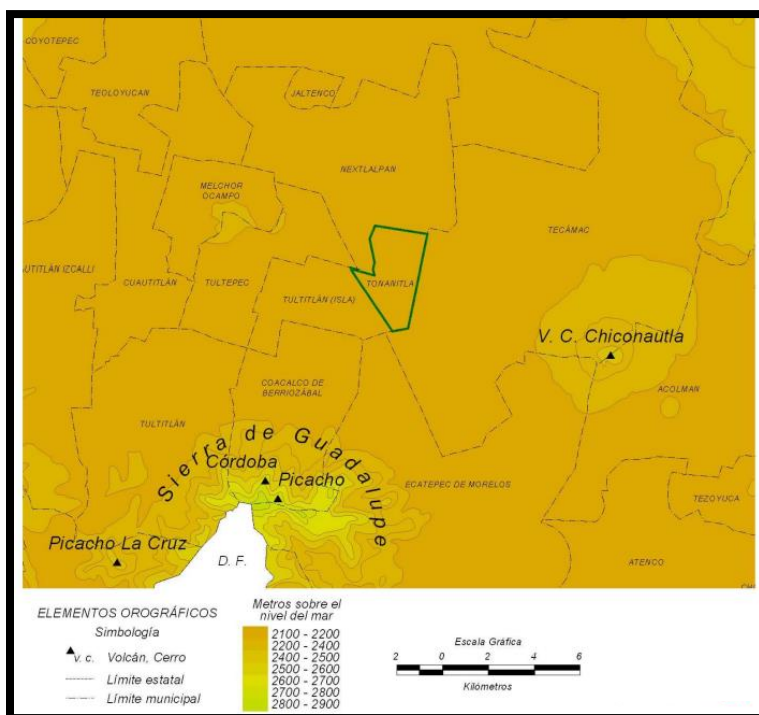 COYOTEPEC
TEOLOYUCAN
JALTENCO
NEXTLALPAN
MELCHOR
OCAMPO
TECÁMAC
UTITLÁN IZCALLI
CUAUTITLÁN
TULTEPEC
TULTITLÁN (ISLA)
TONANITLA
V. C. Chiconautla
COACALCO DE
BERRIOZÁBAL
ACOLMAN
TULTITLÁN
Sierra de Guadalupe
Córdoba
Picacho
ECATEPEC DE MORELOS
TEZOYUCA
Picacho La Cruz
D. F.
ATENCO
CHI
ELEMENTOS OROGRÁFICOS
Simbología
v. c. Volcán, Cerro
Límite estatal
Límite municipal
Metros sobre el
nivel del mar
2100 - 2200
2200 - 2400
2400 - 2500
2500 - 2600
2600 - 2700
2700 - 2800
2800 - 2900
Escala Gráfica
2 0 2 4 6
Kilómetros